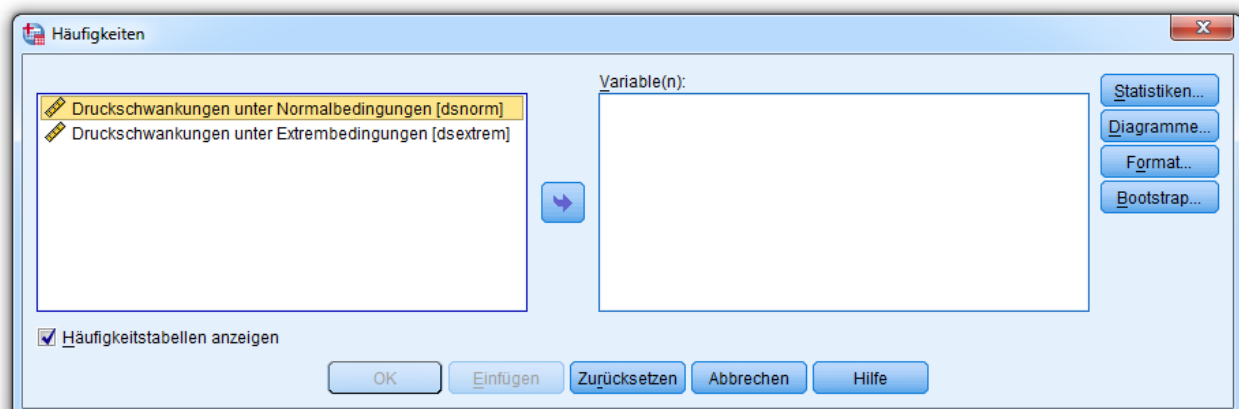 Häufigkeiten
Variable(n):
Druckschwankungen unter Normalbedingungen [dsnorm]
Druckschwankungen unter Extrembedingungen [dsextrem]
Statistiken...
Diagramme...
Format...
Bootstrap...
Häufigkeitstabellen anzeigen
OK
Einfügen
Zurücksetzen
Abbrechen
Hilfe